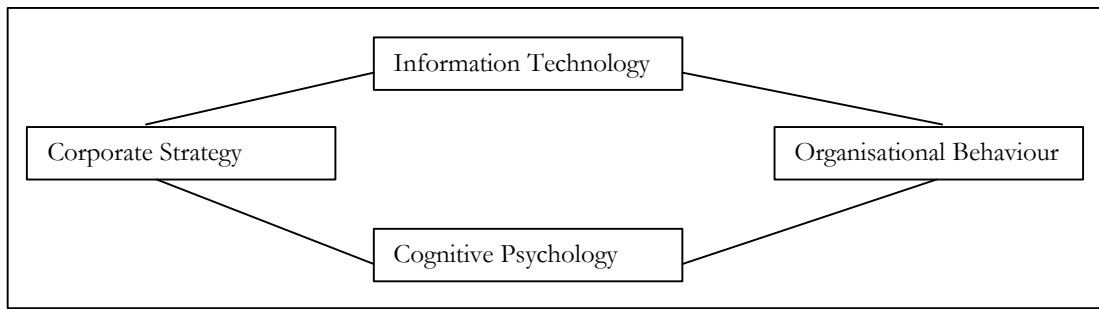 Information Technology
Corporate Strategy
Organisational Behaviour
Cognitive Psychology